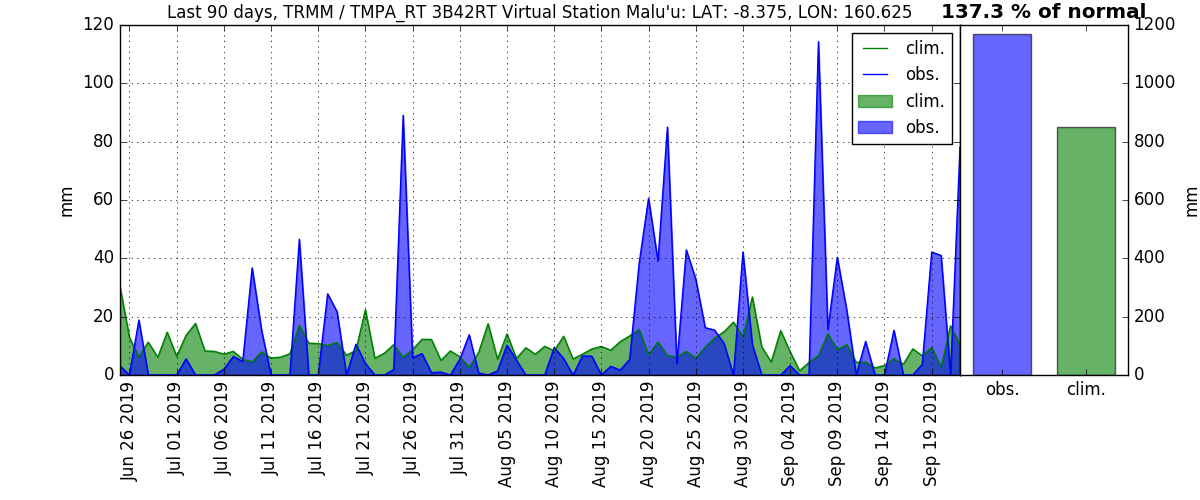 Last 90 days, TRMM / TMPA_RT 3B42RT Virtual Station Malu'u: LAT: -8.375, LON: 160.625
137.3 % of normal
120
100
80
60
40
20
0
mm
clim.
obs.
clim.
obs.
1200
1000
800
600
400
200
0
mm
obs.
clim.
Jun 26 2019
Jul 01 2019
Jul 06 2019
Jul 11 2019
Jul 16 2019
Jul 21 2019
Jul 26 2019
Jul 31 2019
Aug 05 2019
Aug 10 2019
Aug 15 2019
Aug 20 2019
Aug 25 2019
Aug 30 2019
Sep 04 2019
Sep 09 2019
Sep 14 2019
Sep 19 2019